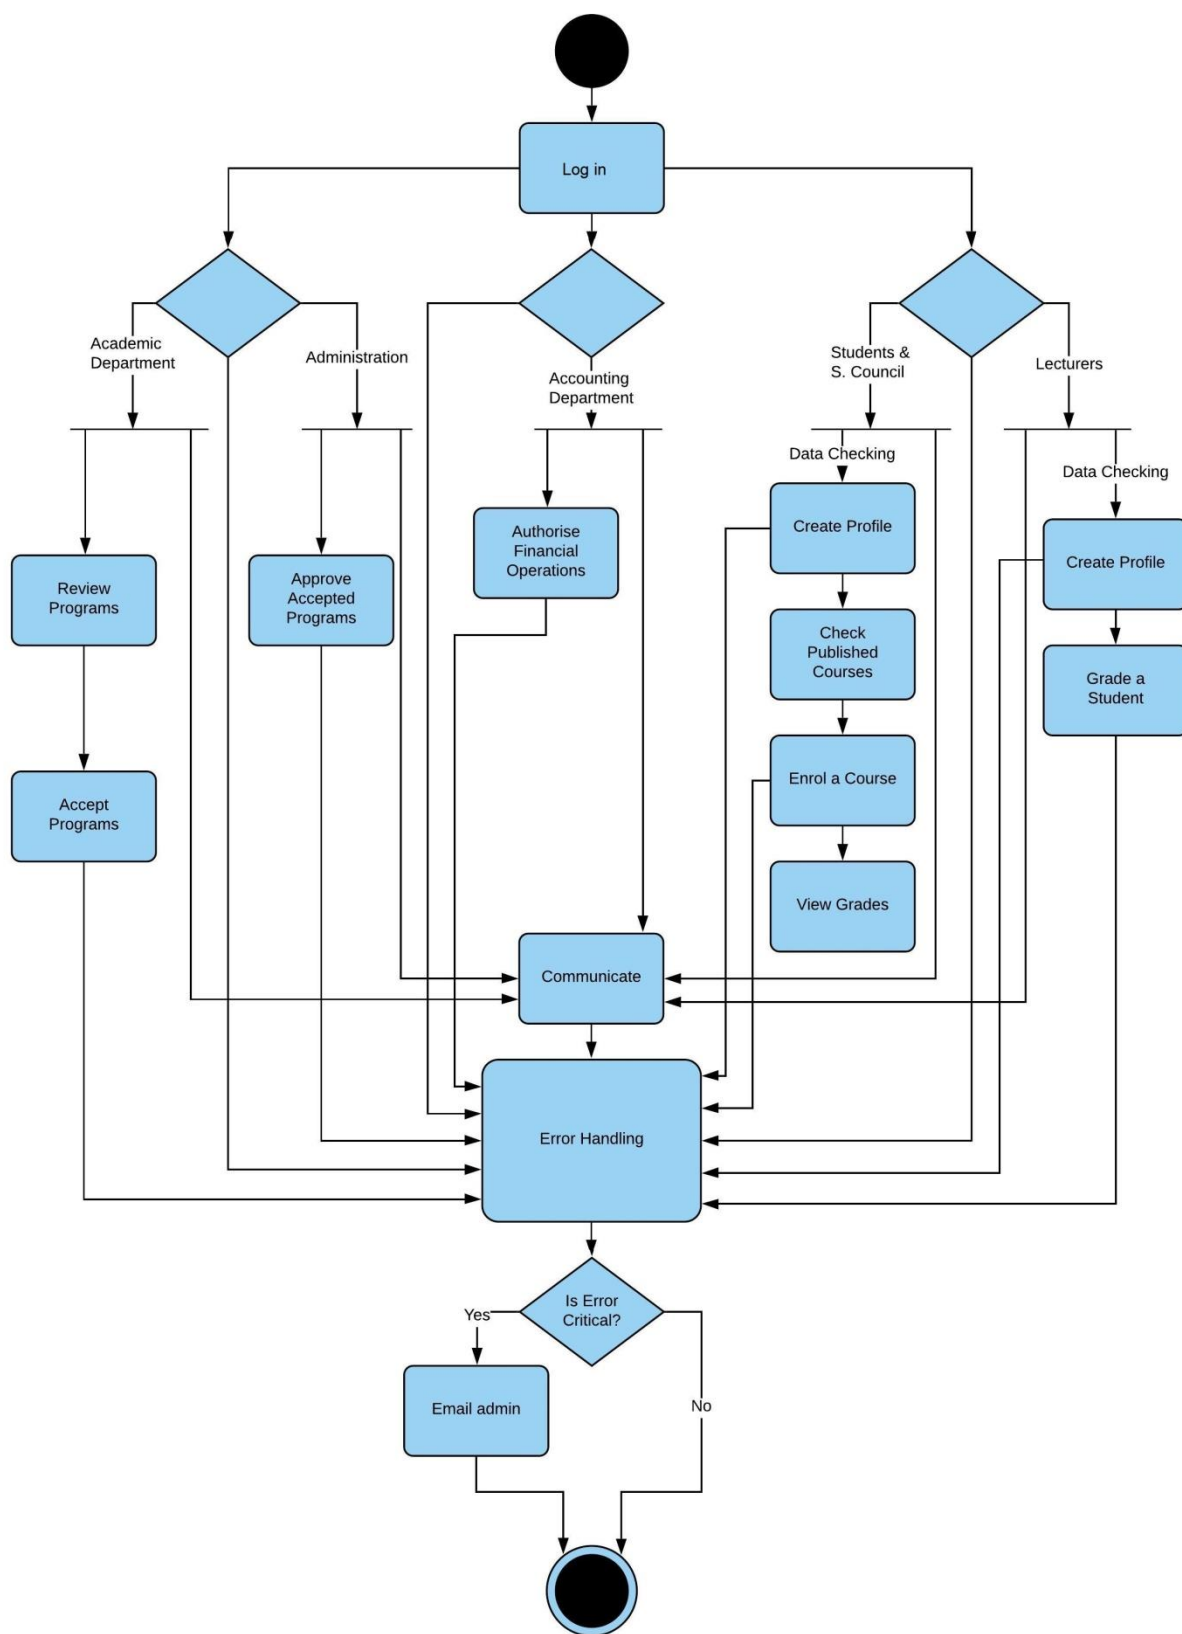 Log in
Academic
Department
Administration
Accounting
Department
Students &
S. Council
Lecturers
Data Checking
Data Checking
Create Profile
Authorise
Financial
Operations
Create Profile
Review
Programs
Approve
Accepted
Programs
Check
Published
Courses
Grade a
Student
Enrol a Course
Accept
Programs
View Grades
Communicate
Error Handling
Is Error
Critical?
Yes
No
Email admin